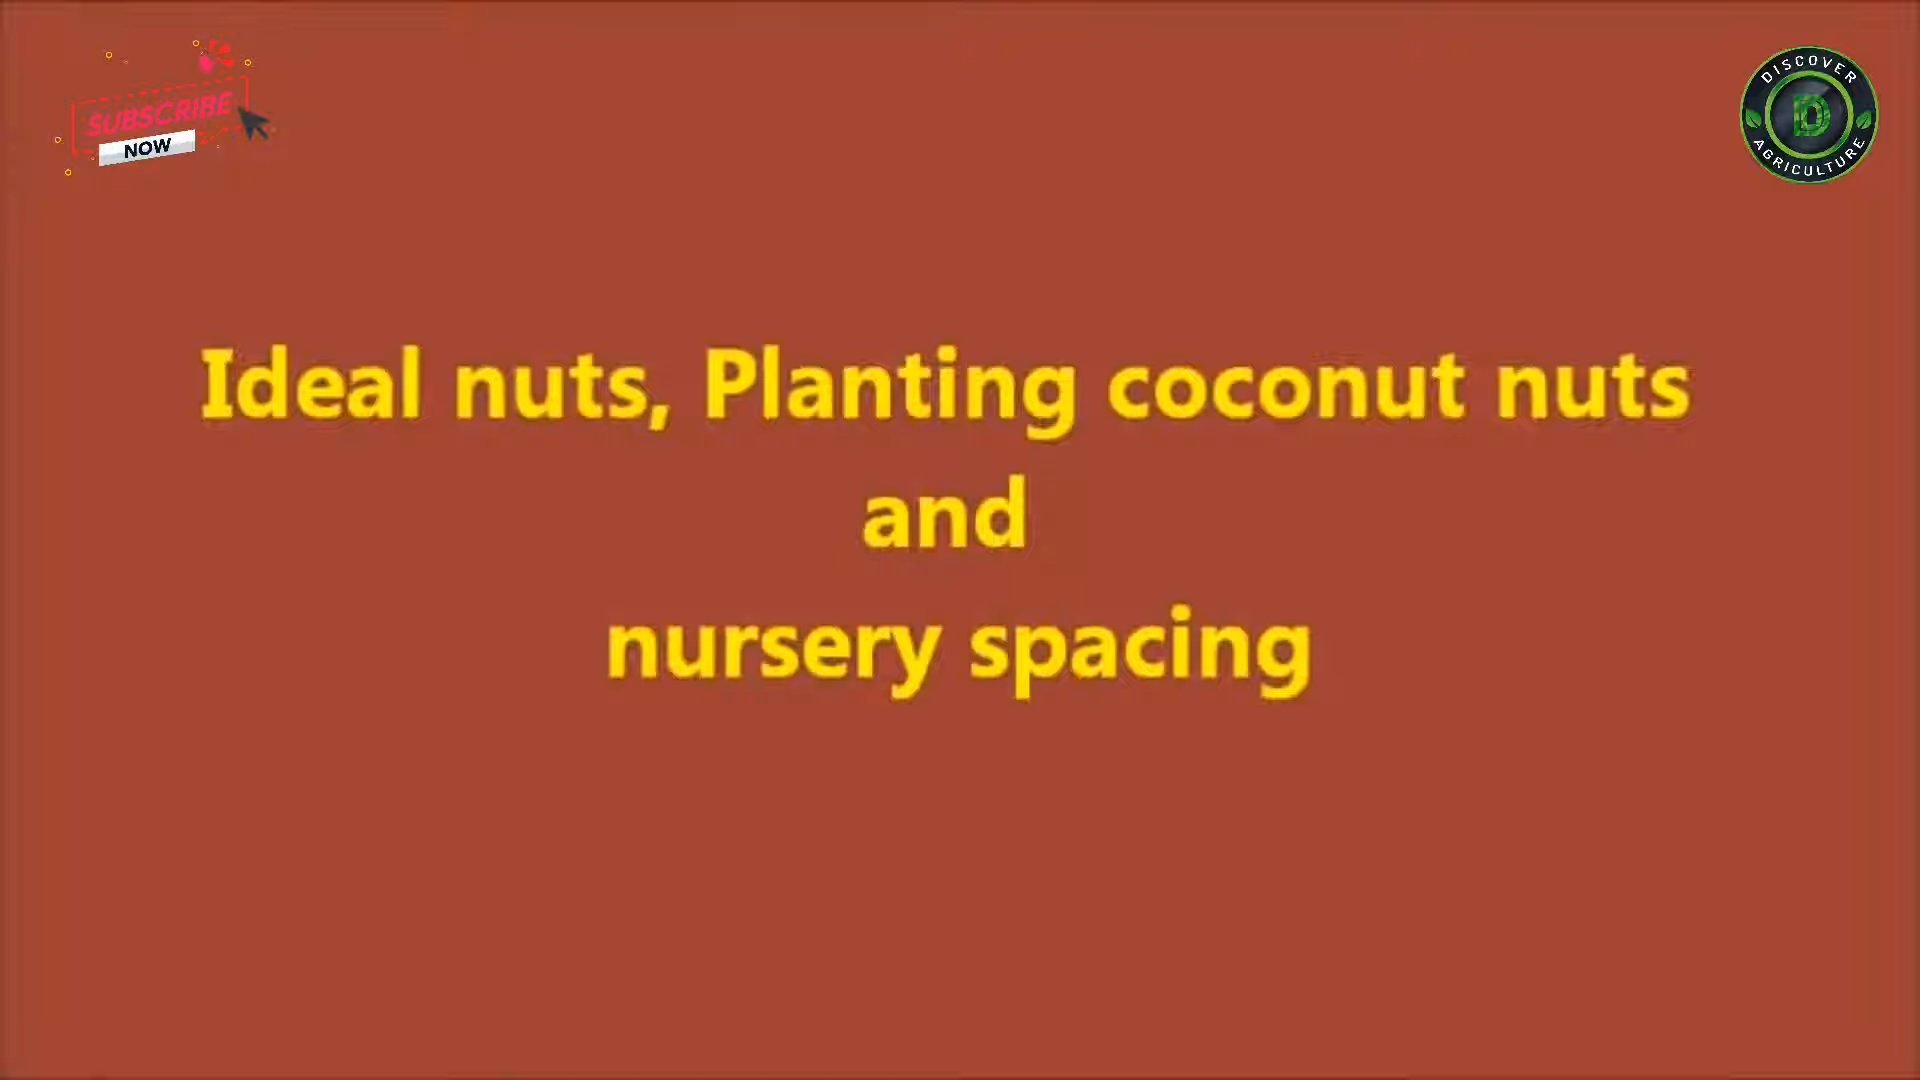 SUBSCRIBE
NOW
DISCOVER
D
AGRICULTURE
Ideal nuts, Planting coconut nuts
and
nursery spacing